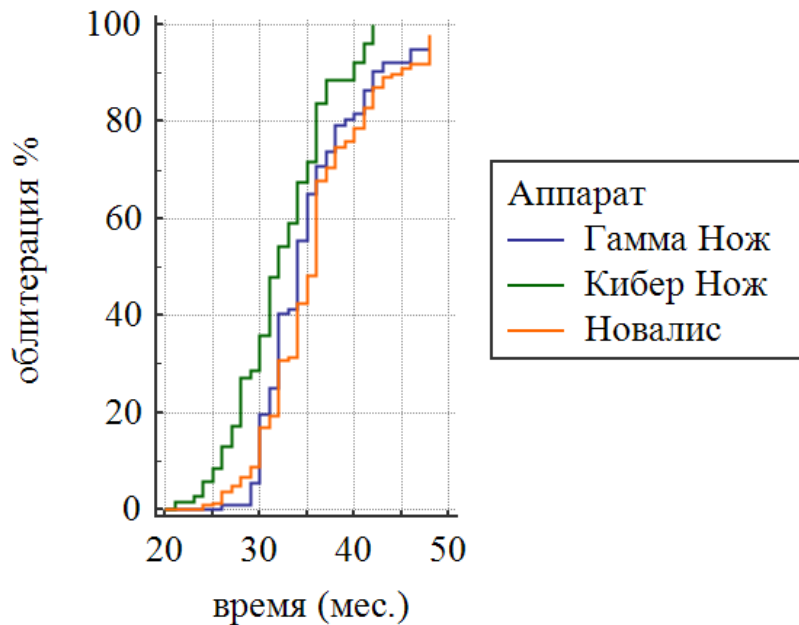 100
80
60
40
20
0
облитерация %
20 30 40 50
время (мес.)
Аппарат
Гамма Нож
Кибер Нож
Новалис